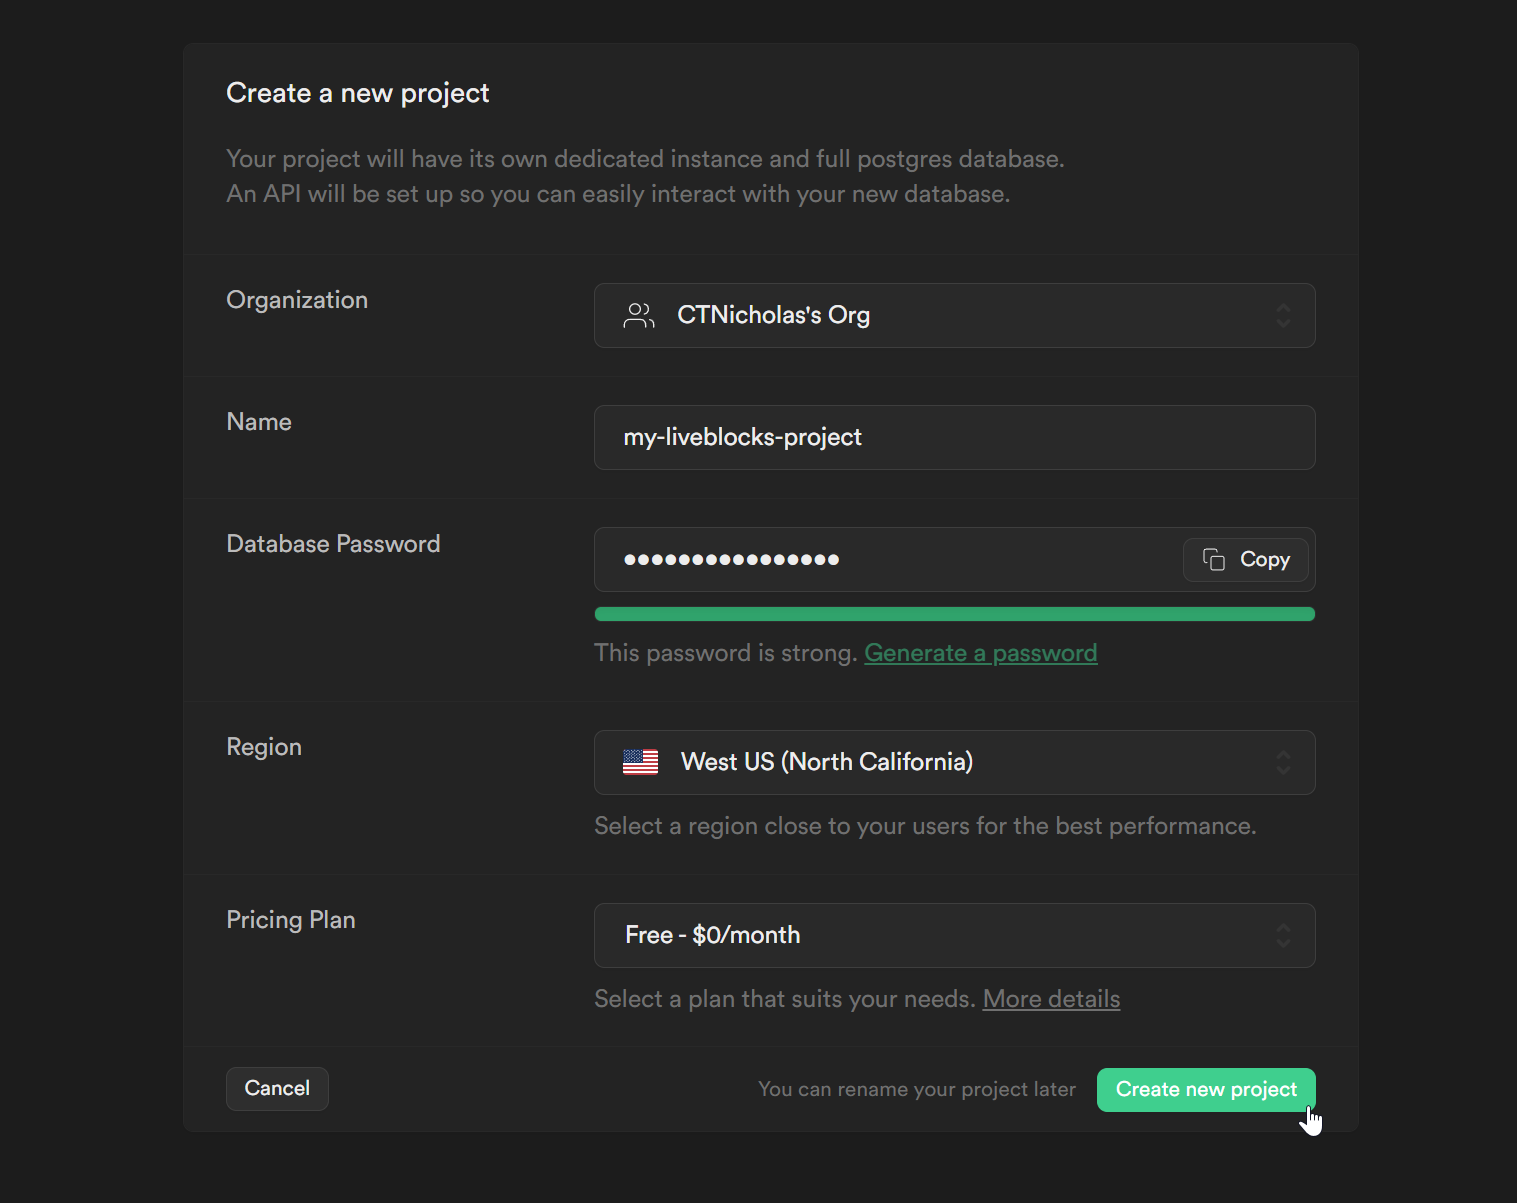 Create a new project
Your project will have its own dedicated instance and full postgres database.
An API will be set up so you can easily interact with your new database.
Organization
CTNicholas's Org
Name
my-liveblocks-project
Database Password
••••••••••••••••
Copy
This password is strong. Generate a password
Region
West US (North California)
Select a region close to your users for the best performance.
Pricing Plan
Free - $0/month
Select a plan that suits your needs. More details
Cancel
You can rename your project later
Create new project